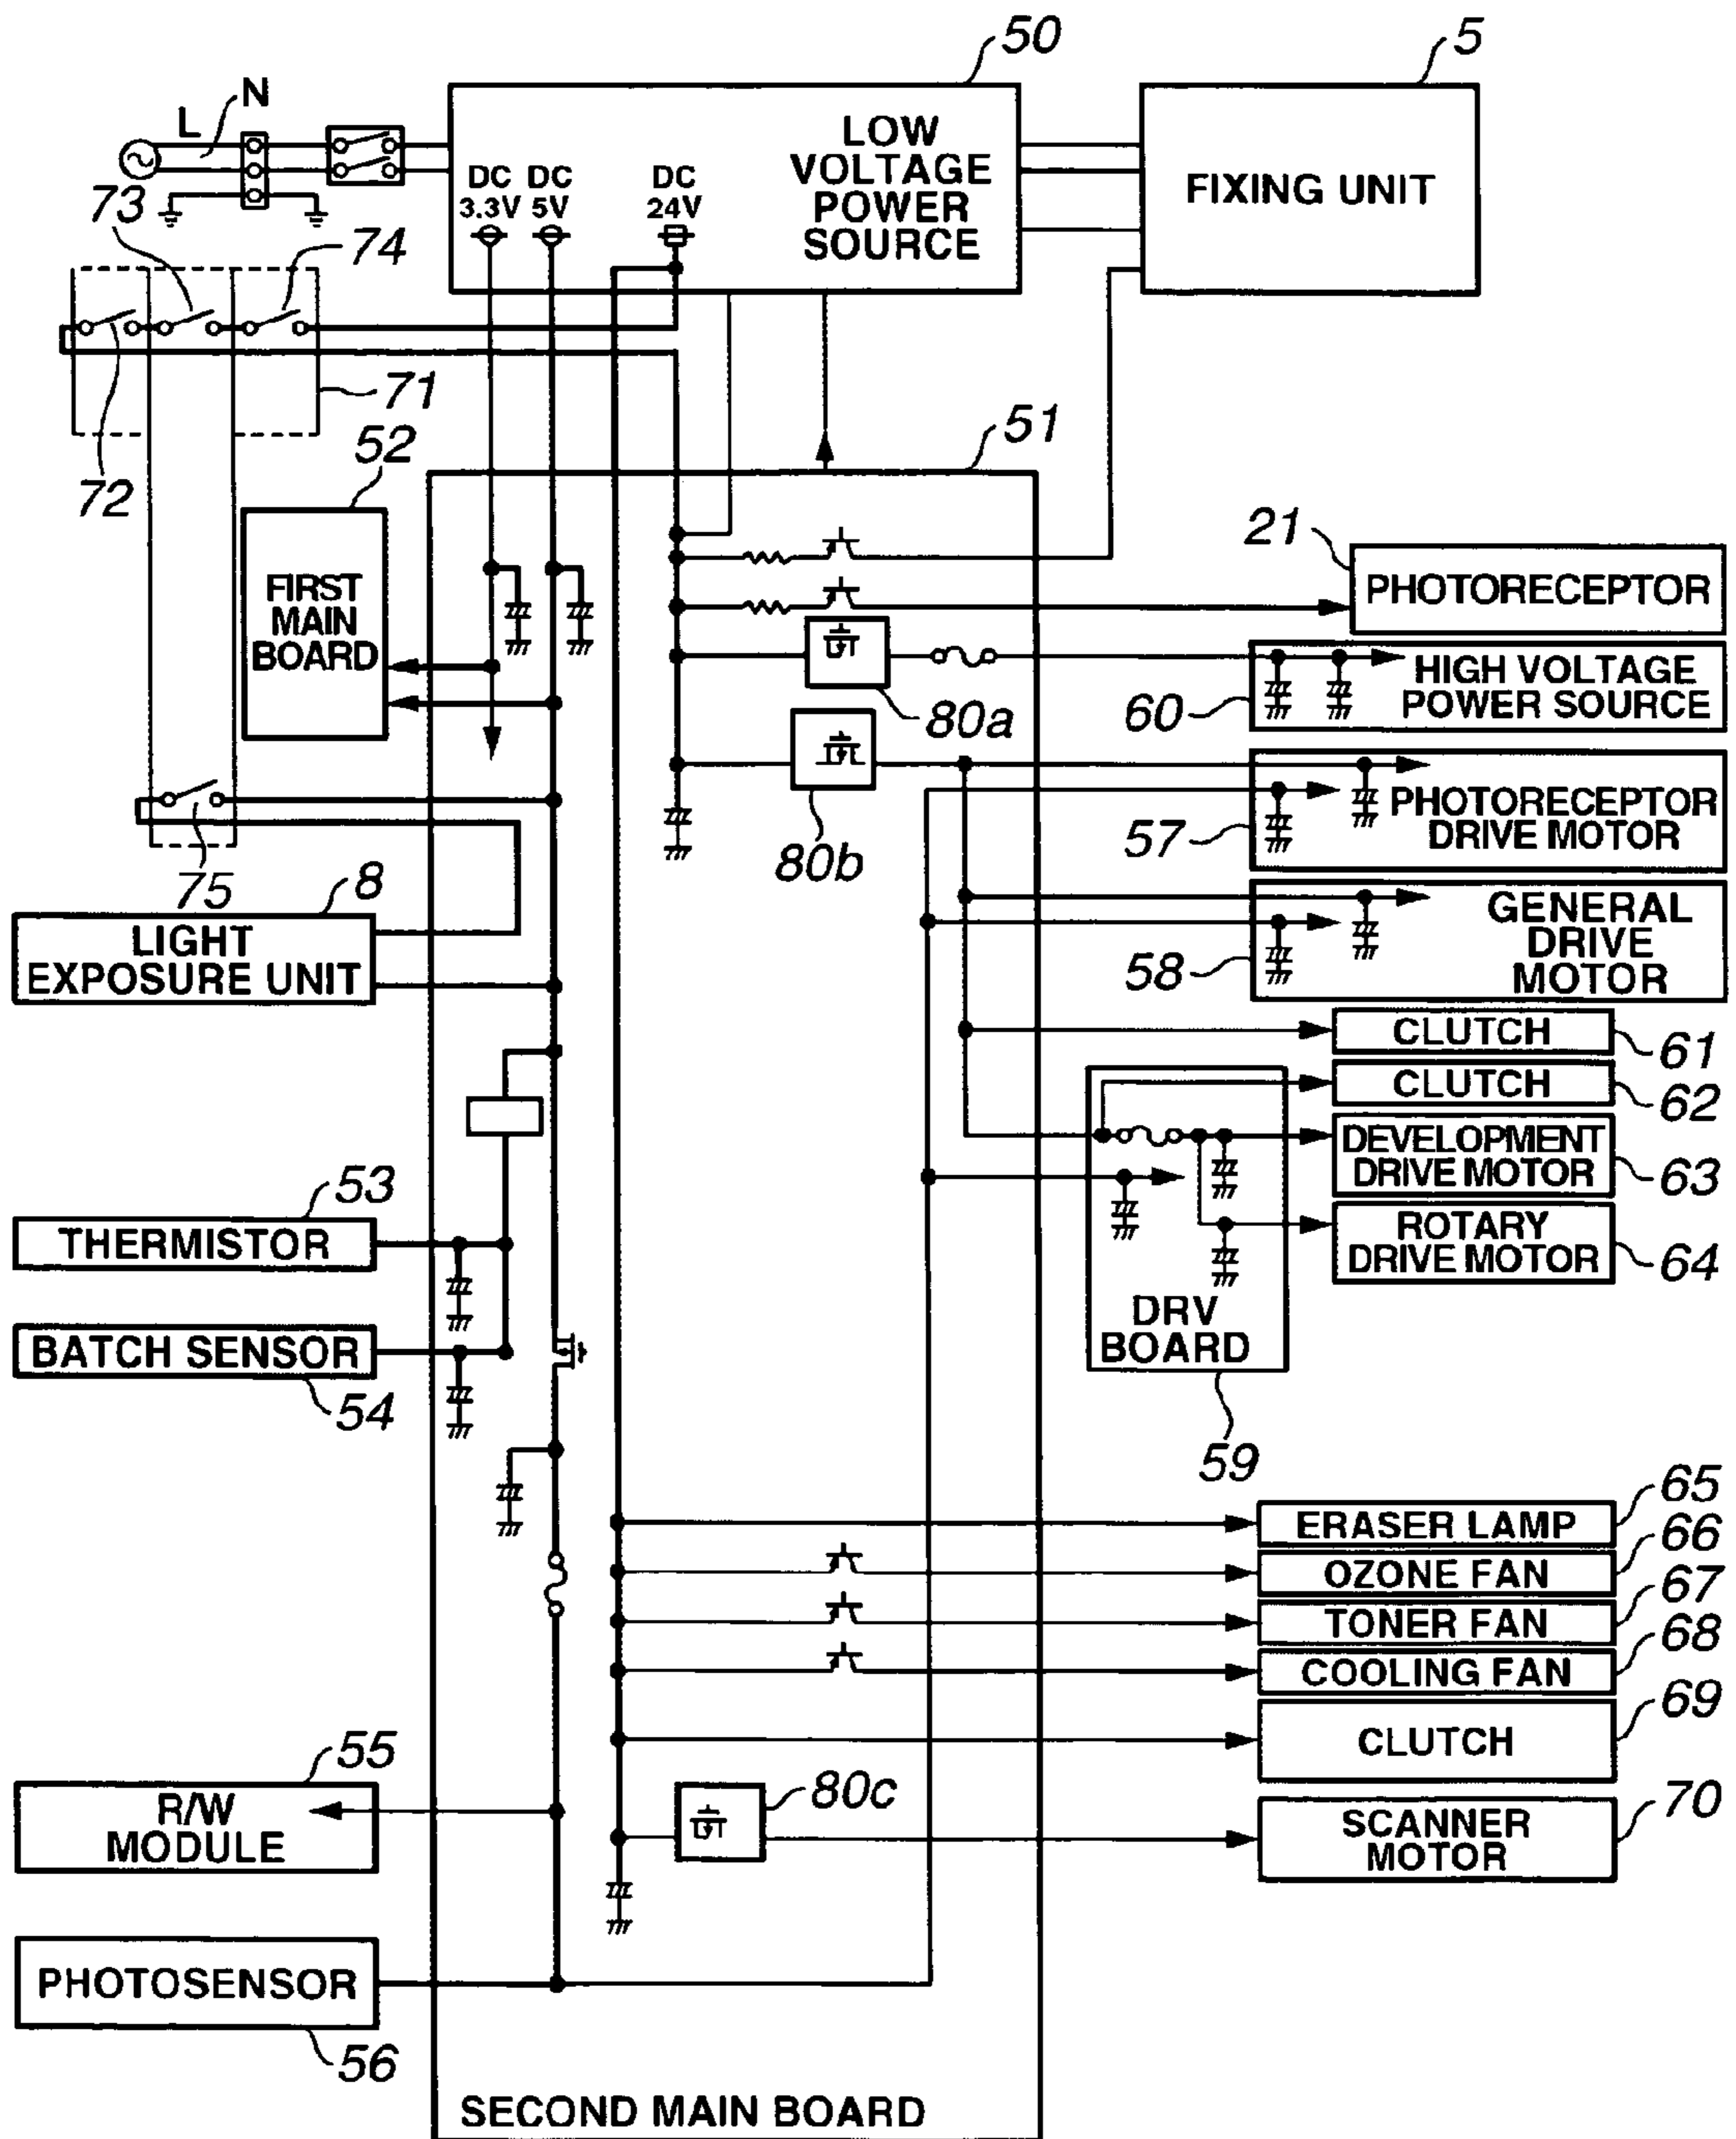 50
5
L
N
LOW
VOLTAGE
POWER
SOURCE
DC
3.3V
DC
5V
DC
24V
FIXING UNIT
73
74
71
72
52
51
FIRST
MAIN
BOARD
21
PHOTORECEPTOR
HIGH VOLTAGE
POWER SOURCE
60
80a
80b
PHOTORECEPTOR
DRIVE MOTOR
57
75
8
LIGHT
EXPOSURE UNIT
GENERAL
DRIVE
MOTOR
58
CLUTCH
61
CLUTCH
62
DEVELOPMENT
DRIVE MOTOR
63
ROTARY
DRIVE MOTOR
64
53
THERMISTOR
BATCH SENSOR
54
DRV
BOARD
59
ERASER LAMP
65
OZONE FAN
66
TONER FAN
67
COOLING FAN
68
CLUTCH
69
55
R/W
MODULE
80c
SCANNER
MOTOR
70
PHOTOSENSOR
56
SECOND MAIN BOARD